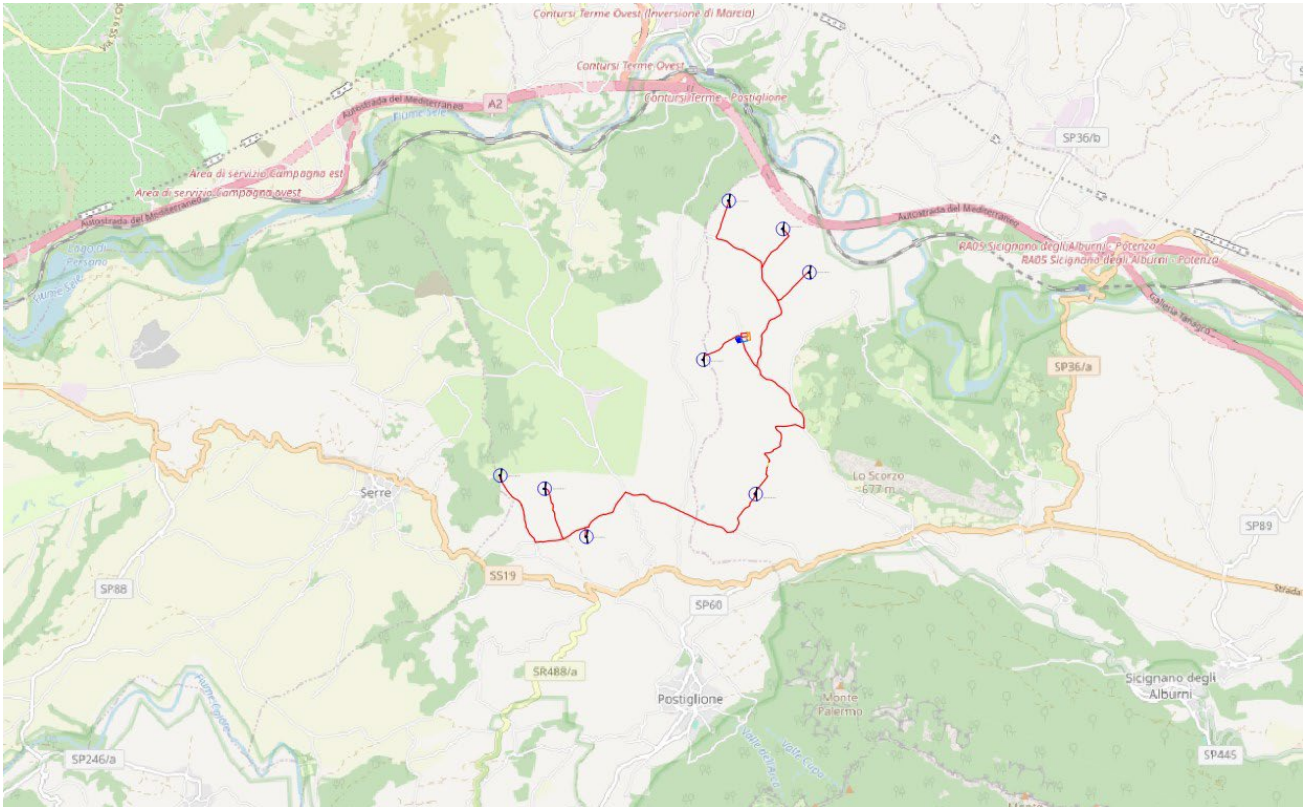 Contursi Terme Ovest (Inversione di Marcia)
Contursi Terme Ovest
A2
Autostrada del Mediterraneo
Fiume Sele
Contursi Terme - Postiglione
SP36/b
Area di servizio Campagna est
Area di servizio Campagna ovest
Autostrada del Mediterraneo
Autostrada del Mediterraneo
Lago di
Persano
Fiume Sele
RA05 Sicignano degli Alburni - Potenza
RA05 Sicignano degli Alburni - Potenza
Galleria Tanagro
SP36/a
Lo Scorzo
677 m
Serre
SP89
SS19
SP88
SP60
Strada
SR488/a
Postiglione
Monte
Palermo
Sicignano degli
Alburni
SP246/a
SP445